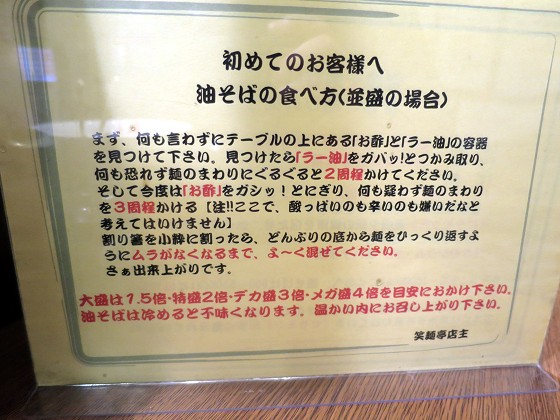 初めてのお客様へ
油そばの食べ方(並盛の場合)
まず、何も言わずにテーブルの上にある「お酢」と「ラー油」の容器
を見つけて下さい。見つけたら「ラー油」をガバッ!とつかみ取り、
何も恐れず麺のまわりにぐるぐると2周程かけてください。
そして今度は「お酢」をガシッ!とにぎり、何も疑わず麺のまわり
を3周程かける【注!!ここで、酸っぱいのも辛いのも嫌いだなと
考えてはいけません】
割り箸を小粋に割ったら、どんぶりの底から麺をひっくり返すよ
うにムラがなくなるまで、よ〜く混ぜてください。
さぁ出来上がりです。
大盛は1.5倍・特盛2倍・デカ盛3倍・メガ盛4倍を目安におかけ下さい。
油そばは冷めると不味くなります。温かい内にお召し上がり下さい。
笑麺亭店主